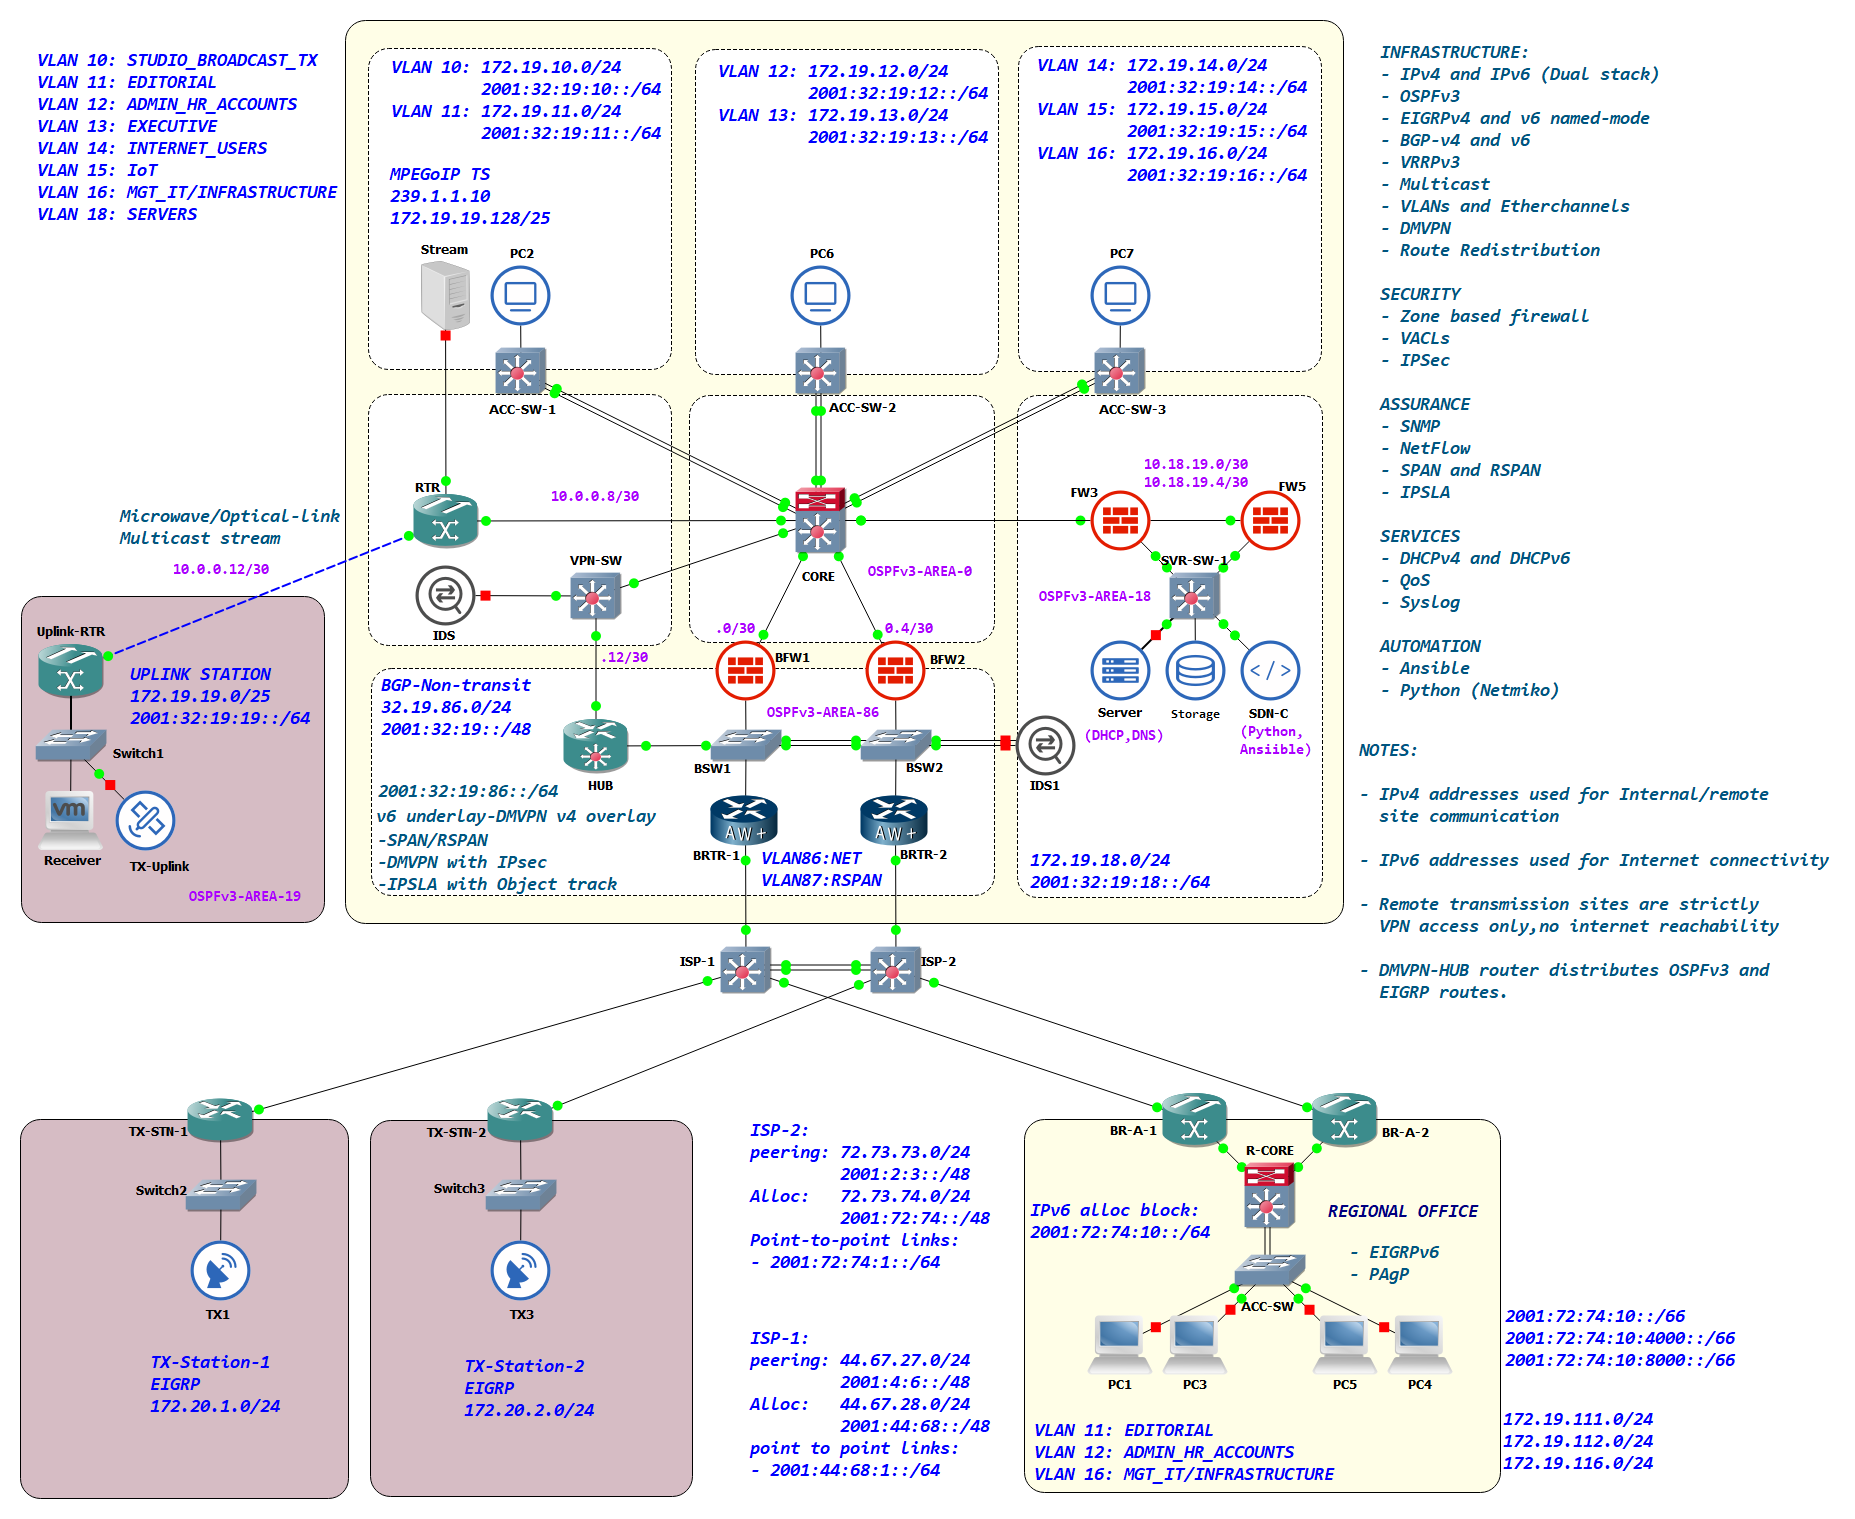 VLAN 10: STUDIO_BROADCAST_TX
VLAN 11: EDITORIAL
VLAN 12: ADMIN_HR_ACCOUNTS
VLAN 13: EXECUTIVE
VLAN 14: INTERNET_USERS
VLAN 15: IoT
VLAN 16: MGT_IT/INFRASTRUCTURE
VLAN 18: SERVERS
VLAN 10: 172.19.10.0/24
2001:32:19:10::/64
VLAN 11: 172.19.11.0/24
2001:32:19:11::/64
MPEGoIP TS
239.1.1.10
172.19.19.128/25
Stream
PC2
ACC-SW-1
VLAN 12: 172.19.12.0/24
2001:32:19:12::/64
VLAN 13: 172.19.13.0/24
2001:32:19:13::/64
PC6
ACC-SW-2
VLAN 14: 172.19.14.0/24
2001:32:19:14::/64
VLAN 15: 172.19.15.0/24
2001:32:19:15::/64
VLAN 16: 172.19.16.0/24
2001:32:19:16::/64
PC7
ACC-SW-3
INFRASTRUCTURE:
- IPv4 and IPv6 (Dual stack)
- OSPFv3
- EIGRPv4 and v6 named-mode
- BGP-v4 and v6
- VRRPv3
- Multicast
- VLANs and Etherchannels
- DMVPN
- Route Redistribution
SECURITY
- Zone based firewall
- VACLs
- IPSec
ASSURANCE
- SNMP
- NetFlow
- SPAN and RSPAN
- IPSLA
SERVICES
- DHCPv4 and DHCPv6
- QoS
- Syslog
AUTOMATION
- Ansible
- Python (Netmiko)
NOTES:
- IPv4 addresses used for Internal/remote
site communication
- IPv6 addresses used for Internet connectivity
- Remote transmission sites are strictly
VPN access only,no internet reachability
- DMVPN-HUB router distributes OSPFv3 and
EIGRP routes.
RTR
10.0.0.8/30
Microwave/Optical-link
Multicast stream
10.0.0.12/30
VPN-SW
IDS
CORE
OSPFv3-AREA-0
.0/30
0.4/30
.12/30
10.18.19.0/30
10.18.19.4/30
FW3
FW5
SVR-SW-1
OSPFv3-AREA-18
Server
(DHCP,DNS)
Storage
SDN-C
(Python,
Ansiible)
IDS1
172.19.18.0/24
2001:32:19:18::/64
Uplink-RTR
UPLINK STATION
172.19.19.0/25
2001:32:19:19::/64
Switch1
vm
Receiver
TX-Uplink
OSPFv3-AREA-19
BGP-Non-transit
32.19.86.0/24
2001:32:19::/48
BFW1
BFW2
OSPFv3-AREA-86
HUB
BSW1
BSW2
2001:32:19:86::/64
v6 underlay-DMVPN v4 overlay
-SPAN/RSPAN
-DMVPN with IPsec
-IPSLA with Object track
AW+
AW+
BRTR-1
BRTR-2
VLAN86:NET
VLAN87:RSPAN
ISP-1
ISP-2
TX-STN-1
Switch2
TX1
TX-Station-1
EIGRP
172.20.1.0/24
TX-STN-2
Switch3
TX3
TX-Station-2
EIGRP
172.20.2.0/24
ISP-2:
peering: 72.73.73.0/24
2001:2:3::/48
Alloc: 72.73.74.0/24
2001:72:74::/48
Point-to-point links:
- 2001:72:74:1::/64
ISP-1:
peering: 44.67.27.0/24
2001:4:6::/48
Alloc: 44.67.28.0/24
2001:44:68::/48
point to point links:
- 2001:44:68:1::/64
BR-A-1
BR-A-2
R-CORE
IPv6 alloc block:
2001:72:74:10::/64
REGIONAL OFFICE
- EIGRPv6
- PAgP
ACC-SW
PC1
PC3
PC5
PC4
VLAN 11: EDITORIAL
VLAN 12: ADMIN_HR_ACCOUNTS
VLAN 16: MGT_IT/INFRASTRUCTURE
2001:72:74:10::/66
2001:72:74:10:4000::/66
2001:72:74:10:8000::/66
172.19.111.0/24
172.19.112.0/24
172.19.116.0/24